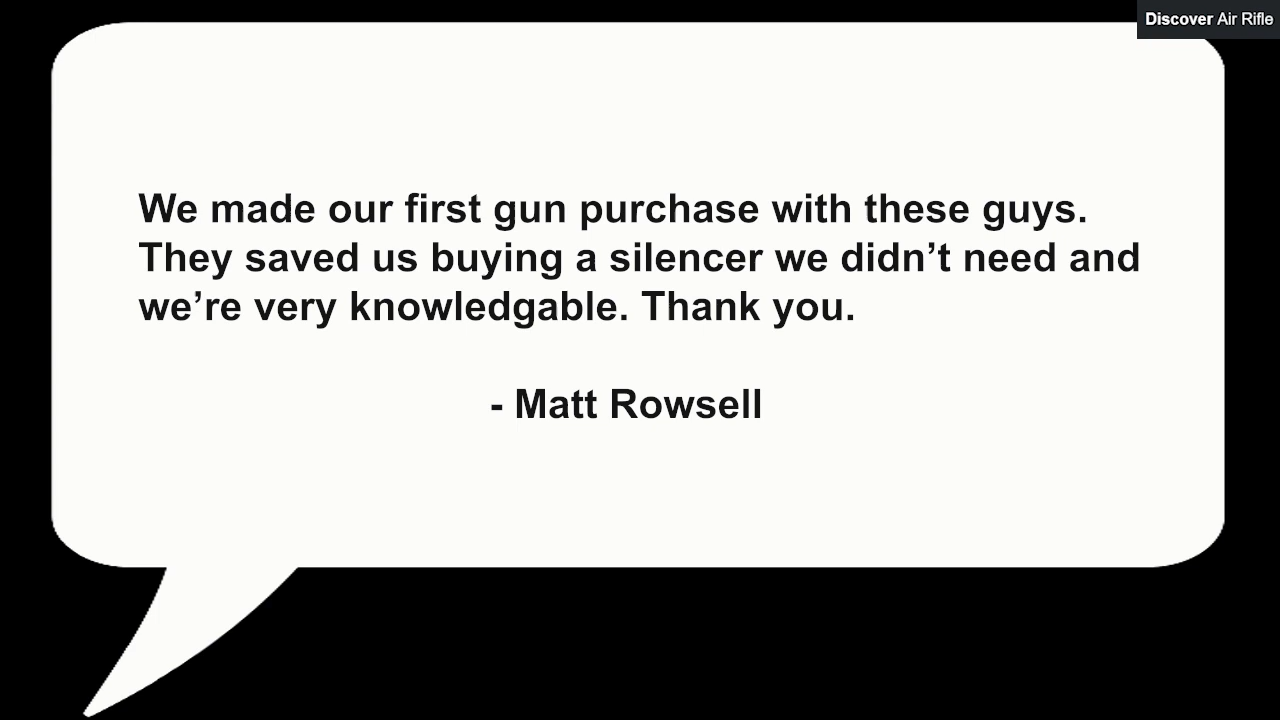 Discover Air Rifle
We made our first gun purchase with these guys.
They saved us buying a silencer we didn’t need and
we’re very knowledgable. Thank you.
- Matt Rowsell